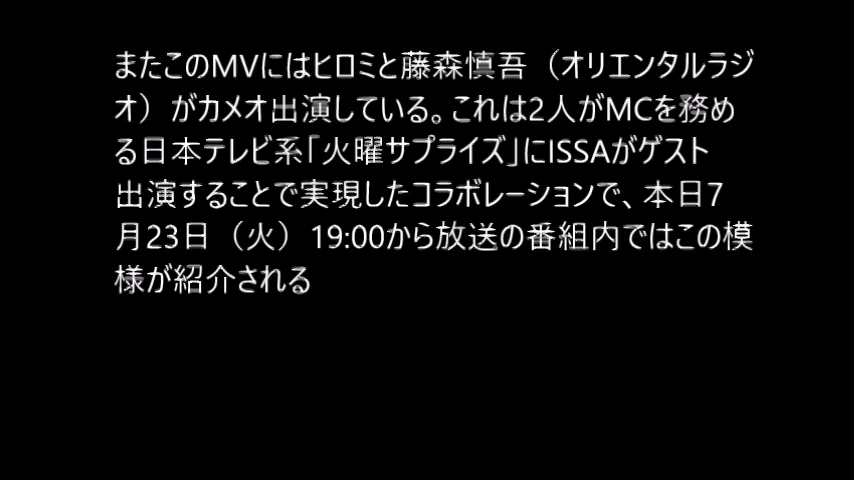 またこのMVにはヒロミと藤森慎吾（オリエンタルラジ
オ）がカメオ出演している。これは2人がMCを務め
る日本テレビ系「火曜サプライズ」にISSAがゲスト
出演することで実現したコラボレーションで、本日7
月23日（火）19:00から放送の番組内ではこの模
様が紹介される